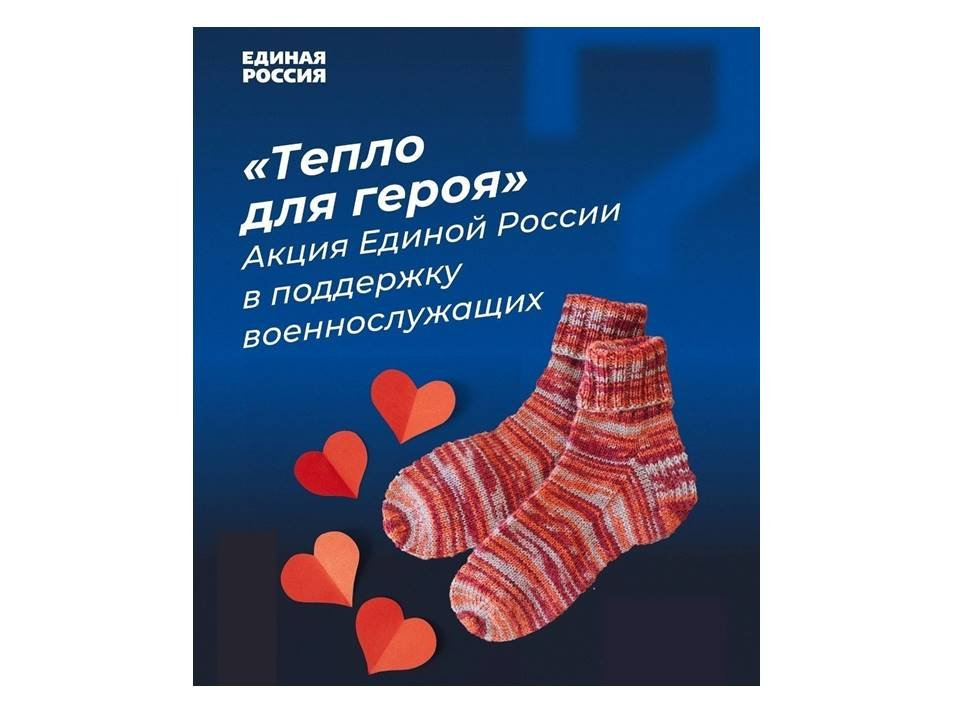 ЕДИНАЯ
РОССИЯ
«Тепло
для героя»
Акция Единой России
в поддержку
военнослужащих